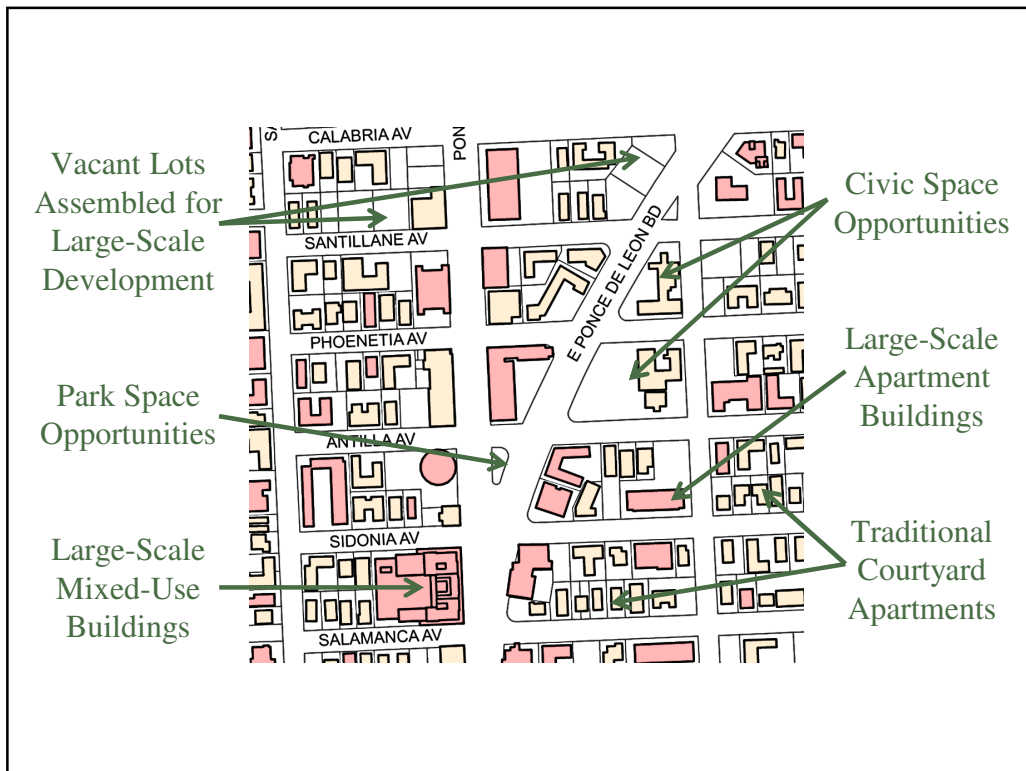 Vacant Lots
Assembled for
Large-Scale
Development
Park Space
Opportunities
Large-Scale
Mixed-Use
Buildings
CALABRIA AV
SANTILLANE AV
PHOENETIA AV
ANTILLA AV
SIDONIA AV
SALAMANCA AV
PON
E PONCE DE LEON BD
Civic Space
Opportunities
Large-Scale
Apartment
Buildings
Traditional
Courtyard
Apartments